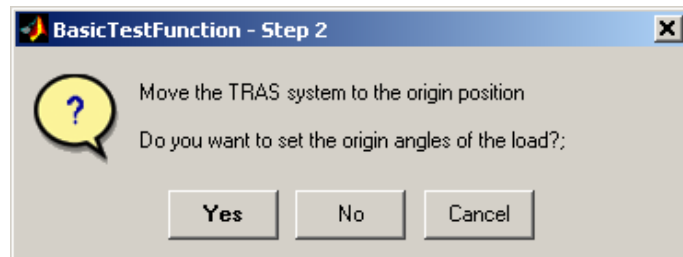 BasicTestFunction - Step 2
Move the TRAS system to the origin position
Do you want to set the origin angles of the load?;
Yes No Cancel